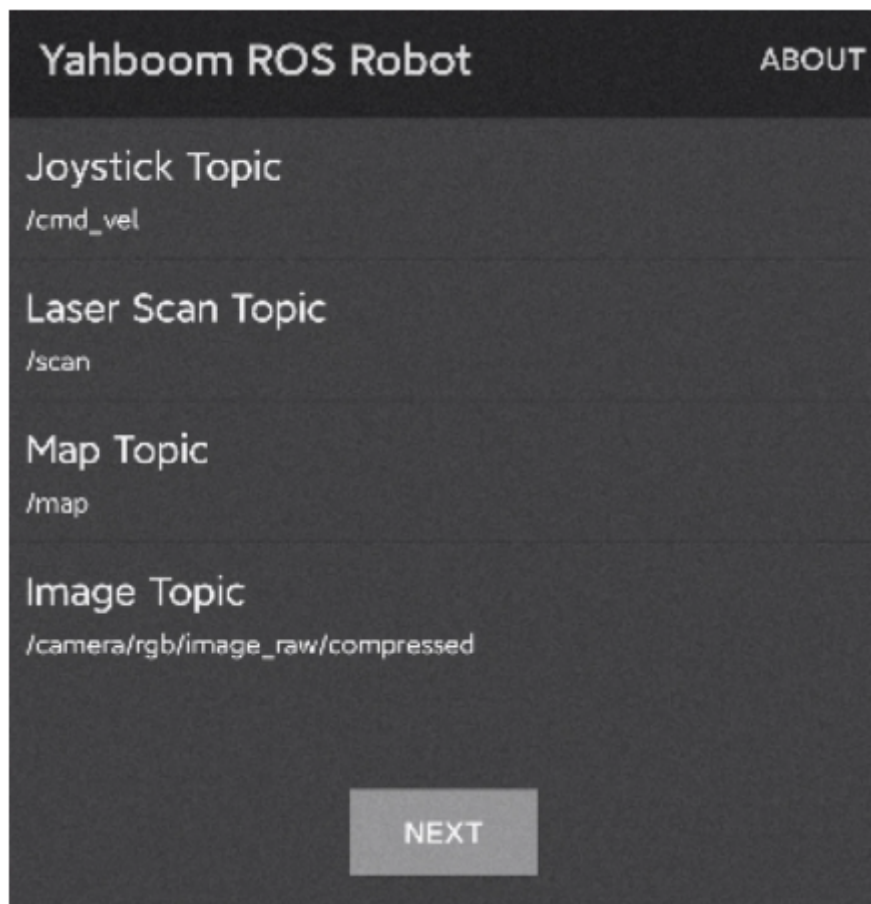 Yahboom ROS Robot ABOUT
Joystick Topic
/cmd_vel
Laser Scan Topic
/scan
Map Topic
/map
Image Topic
/camera/rgb/image_raw/compressed
NEXT